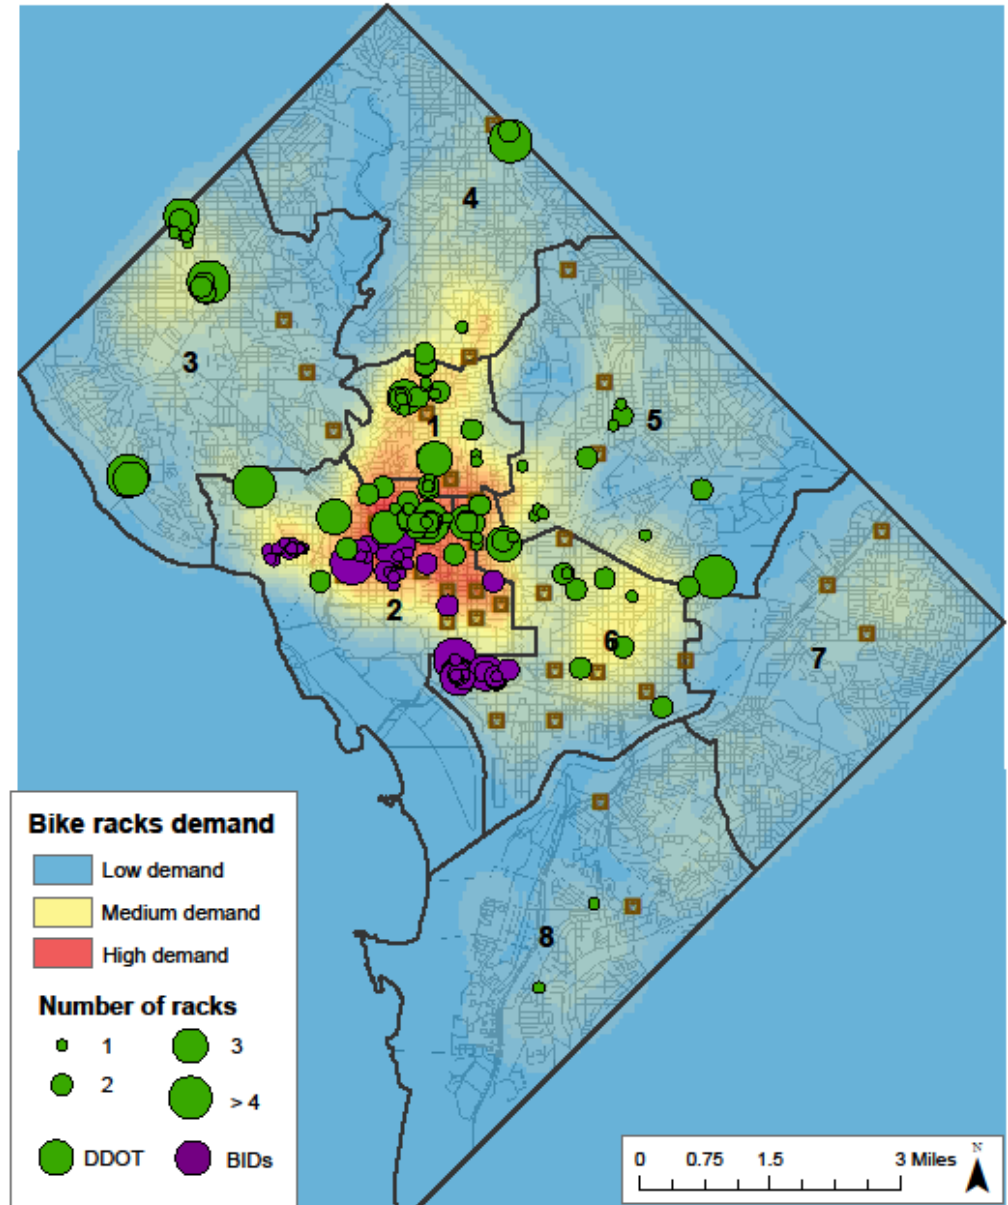 4
3
5
1
2
6
7
8
Bike racks demand
Low demand
Medium demand
High demand
Number of racks
1 3
2 > 4
DDOT BIDs
N
0 0.75 1.5 3 Miles